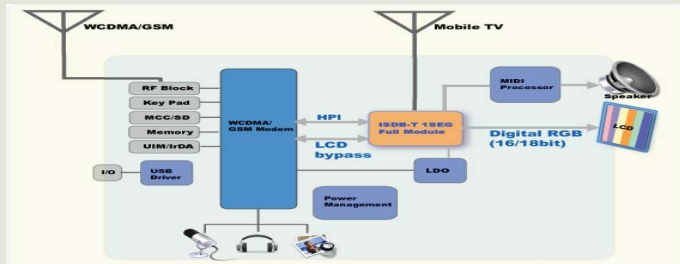 WCDMA/GSM
Mobile TV
RF Block
Key Pad
MCC/SD
Memory
UIM/IrDA
I/O
USB
Driver
WCDMA/
GSM Modem
HPI
LCD
bypass
ISDB-T 1SEG
Full Module
MIDI
Processor
Speaker
LCD
Digital RGB
(16/18bit)
LDO
Power
Management